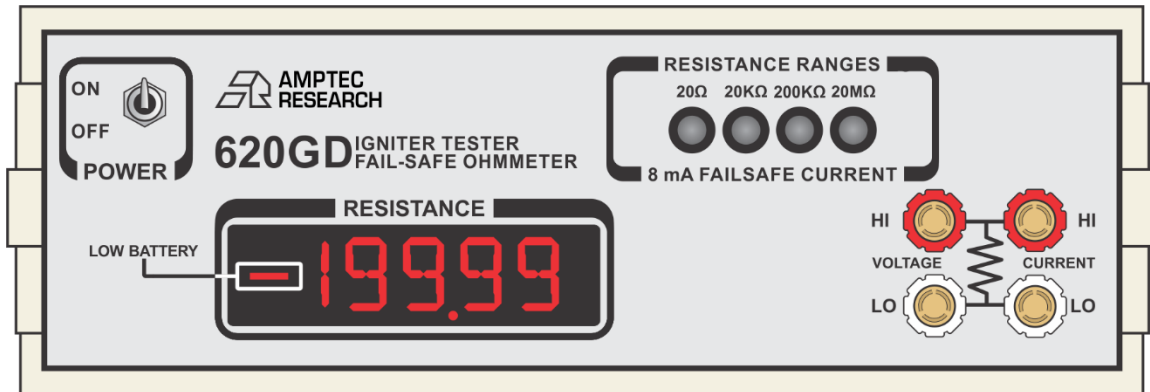 ON
OFF
POWER
AMPTEC
RESEARCH
620GD IGNITER TESTER
FAIL-SAFE OHMMETER
RESISTANCE RANGES
20Ω 20KΩ 200KΩ 20MΩ
8 mA FAILSAFE CURRENT
RESISTANCE
LOW BATTERY
-199.99
HI HI
VOLTAGE CURRENT
LO LO